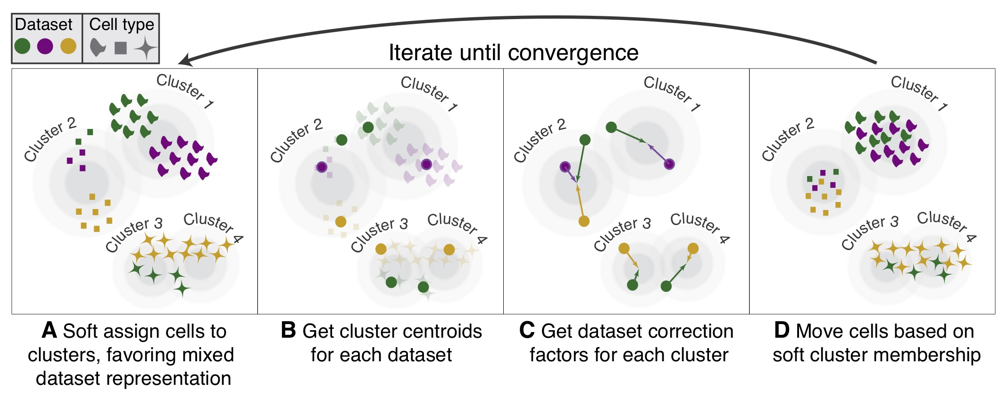 Dataset
Cell type
Iterate until convergence
Cluster 1
Cluster 2
Cluster 3
Cluster 4
Cluster 1
Cluster 2
Cluster 3
Cluster 4
Cluster 1
Cluster 2
Cluster 3
Cluster 4
Cluster 1
Cluster 2
Cluster 3
Cluster 4
A Soft assign cells to
clusters, favoring mixed
dataset representation
B Get cluster centroids
for each dataset
C Get dataset correction
factors for each cluster
D Move cells based on
soft cluster membership